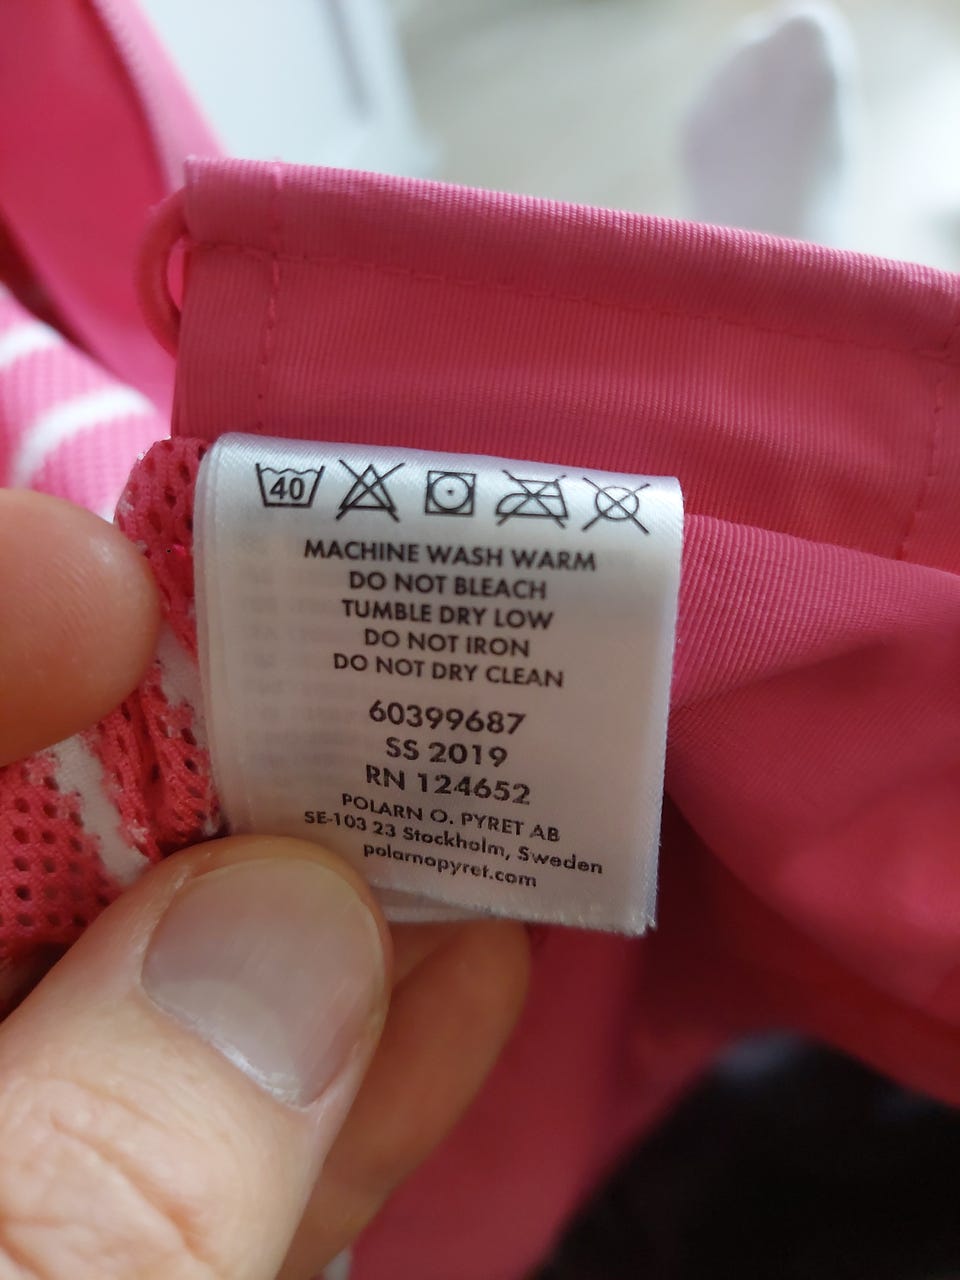 40
MACHINE WASH WARM
DO NOT BLEACH
TUMBLE DRY LOW
DO NOT IRON
DO NOT DRY CLEAN
60399687
SS 2019
RN 124652
POLARN O. PYRET AB
SE-103 23 Stockholm, Sweden
polarnopyret.com